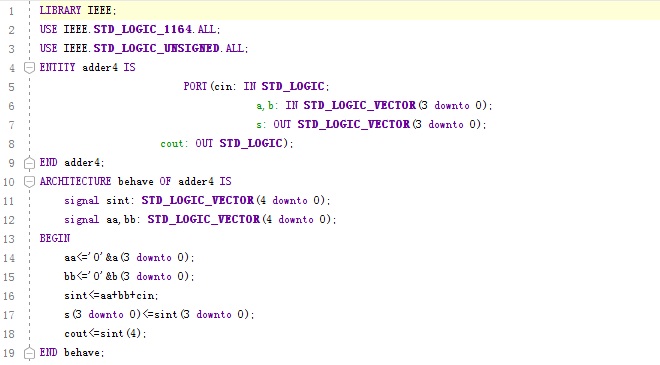 1 LIBRARY IEEE;
2 USE IEEE.STD_LOGIC_1164.ALL;
3 USE IEEE.STD_LOGIC_UNSIGNED.ALL;
4 ENTITY adder4 IS
5 PORT(cin: IN STD_LOGIC;
6 a,b: IN STD_LOGIC_VECTOR(3 downto 0);
7 s: OUT STD_LOGIC_VECTOR(3 downto 0);
8 cout: OUT STD_LOGIC);
9 END adder4;
10 ARCHITECTURE behave OF adder4 IS
11 signal sint: STD_LOGIC_VECTOR(4 downto 0);
12 signal aa,bb: STD_LOGIC_VECTOR(4 downto 0);
13 BEGIN
14 aa<='0'&a(3 downto 0);
15 bb<='0'&b(3 downto 0);
16 sint<=aa+bb+cin;
17 s(3 downto 0)<=sint(3 downto 0);
18 cout<=sint(4);
19 END behave;